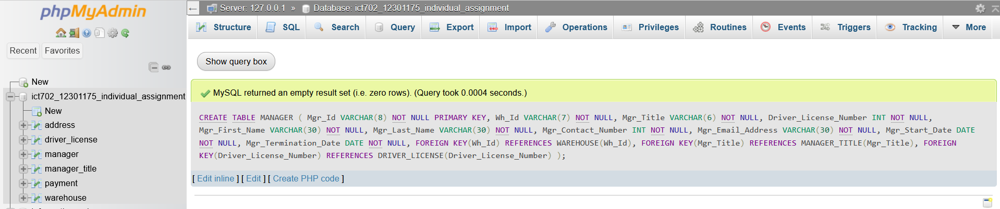 phpMyAdmin
Recent Favorites
New
ict702_12301175_individual_assignment
New
address
driver_license
manager
manager_title
payment
warehouse
Server: 127.0.0.1 » Database: ict702_12301175_individual_assignment
Structure SQL Search Query Export Import Operations Privileges Routines Events Triggers Tracking More
Show query box
MySQL returned an empty result set (i.e. zero rows). (Query took 0.0004 seconds.)
CREATE TABLE MANAGER ( Mgr_Id VARCHAR(8) NOT NULL PRIMARY KEY, Wh_Id VARCHAR(7) NOT NULL, Mgr_Title VARCHAR(6) NOT NULL, Driver_License_Number INT NOT NULL,
Mgr_First_Name VARCHAR(30) NOT NULL, Mgr_Last_Name VARCHAR(30) NOT NULL, Mgr_Contact_Number INT NOT NULL, Mgr_Email_Address VARCHAR(30) NOT NULL, Mgr_Start_Date DATE
NOT NULL, Mgr_Termination_Date DATE NOT NULL, FOREIGN KEY(Wh_Id) REFERENCES WAREHOUSE(Wh_Id), FOREIGN KEY(Mgr_Title) REFERENCES MANAGER_TITLE(Mgr_Title), FOREIGN
KEY(Driver_License_Number) REFERENCES DRIVER_LICENSE(Driver_License_Number) );
[ Edit inline ] [ Edit ] [ Create PHP code ]